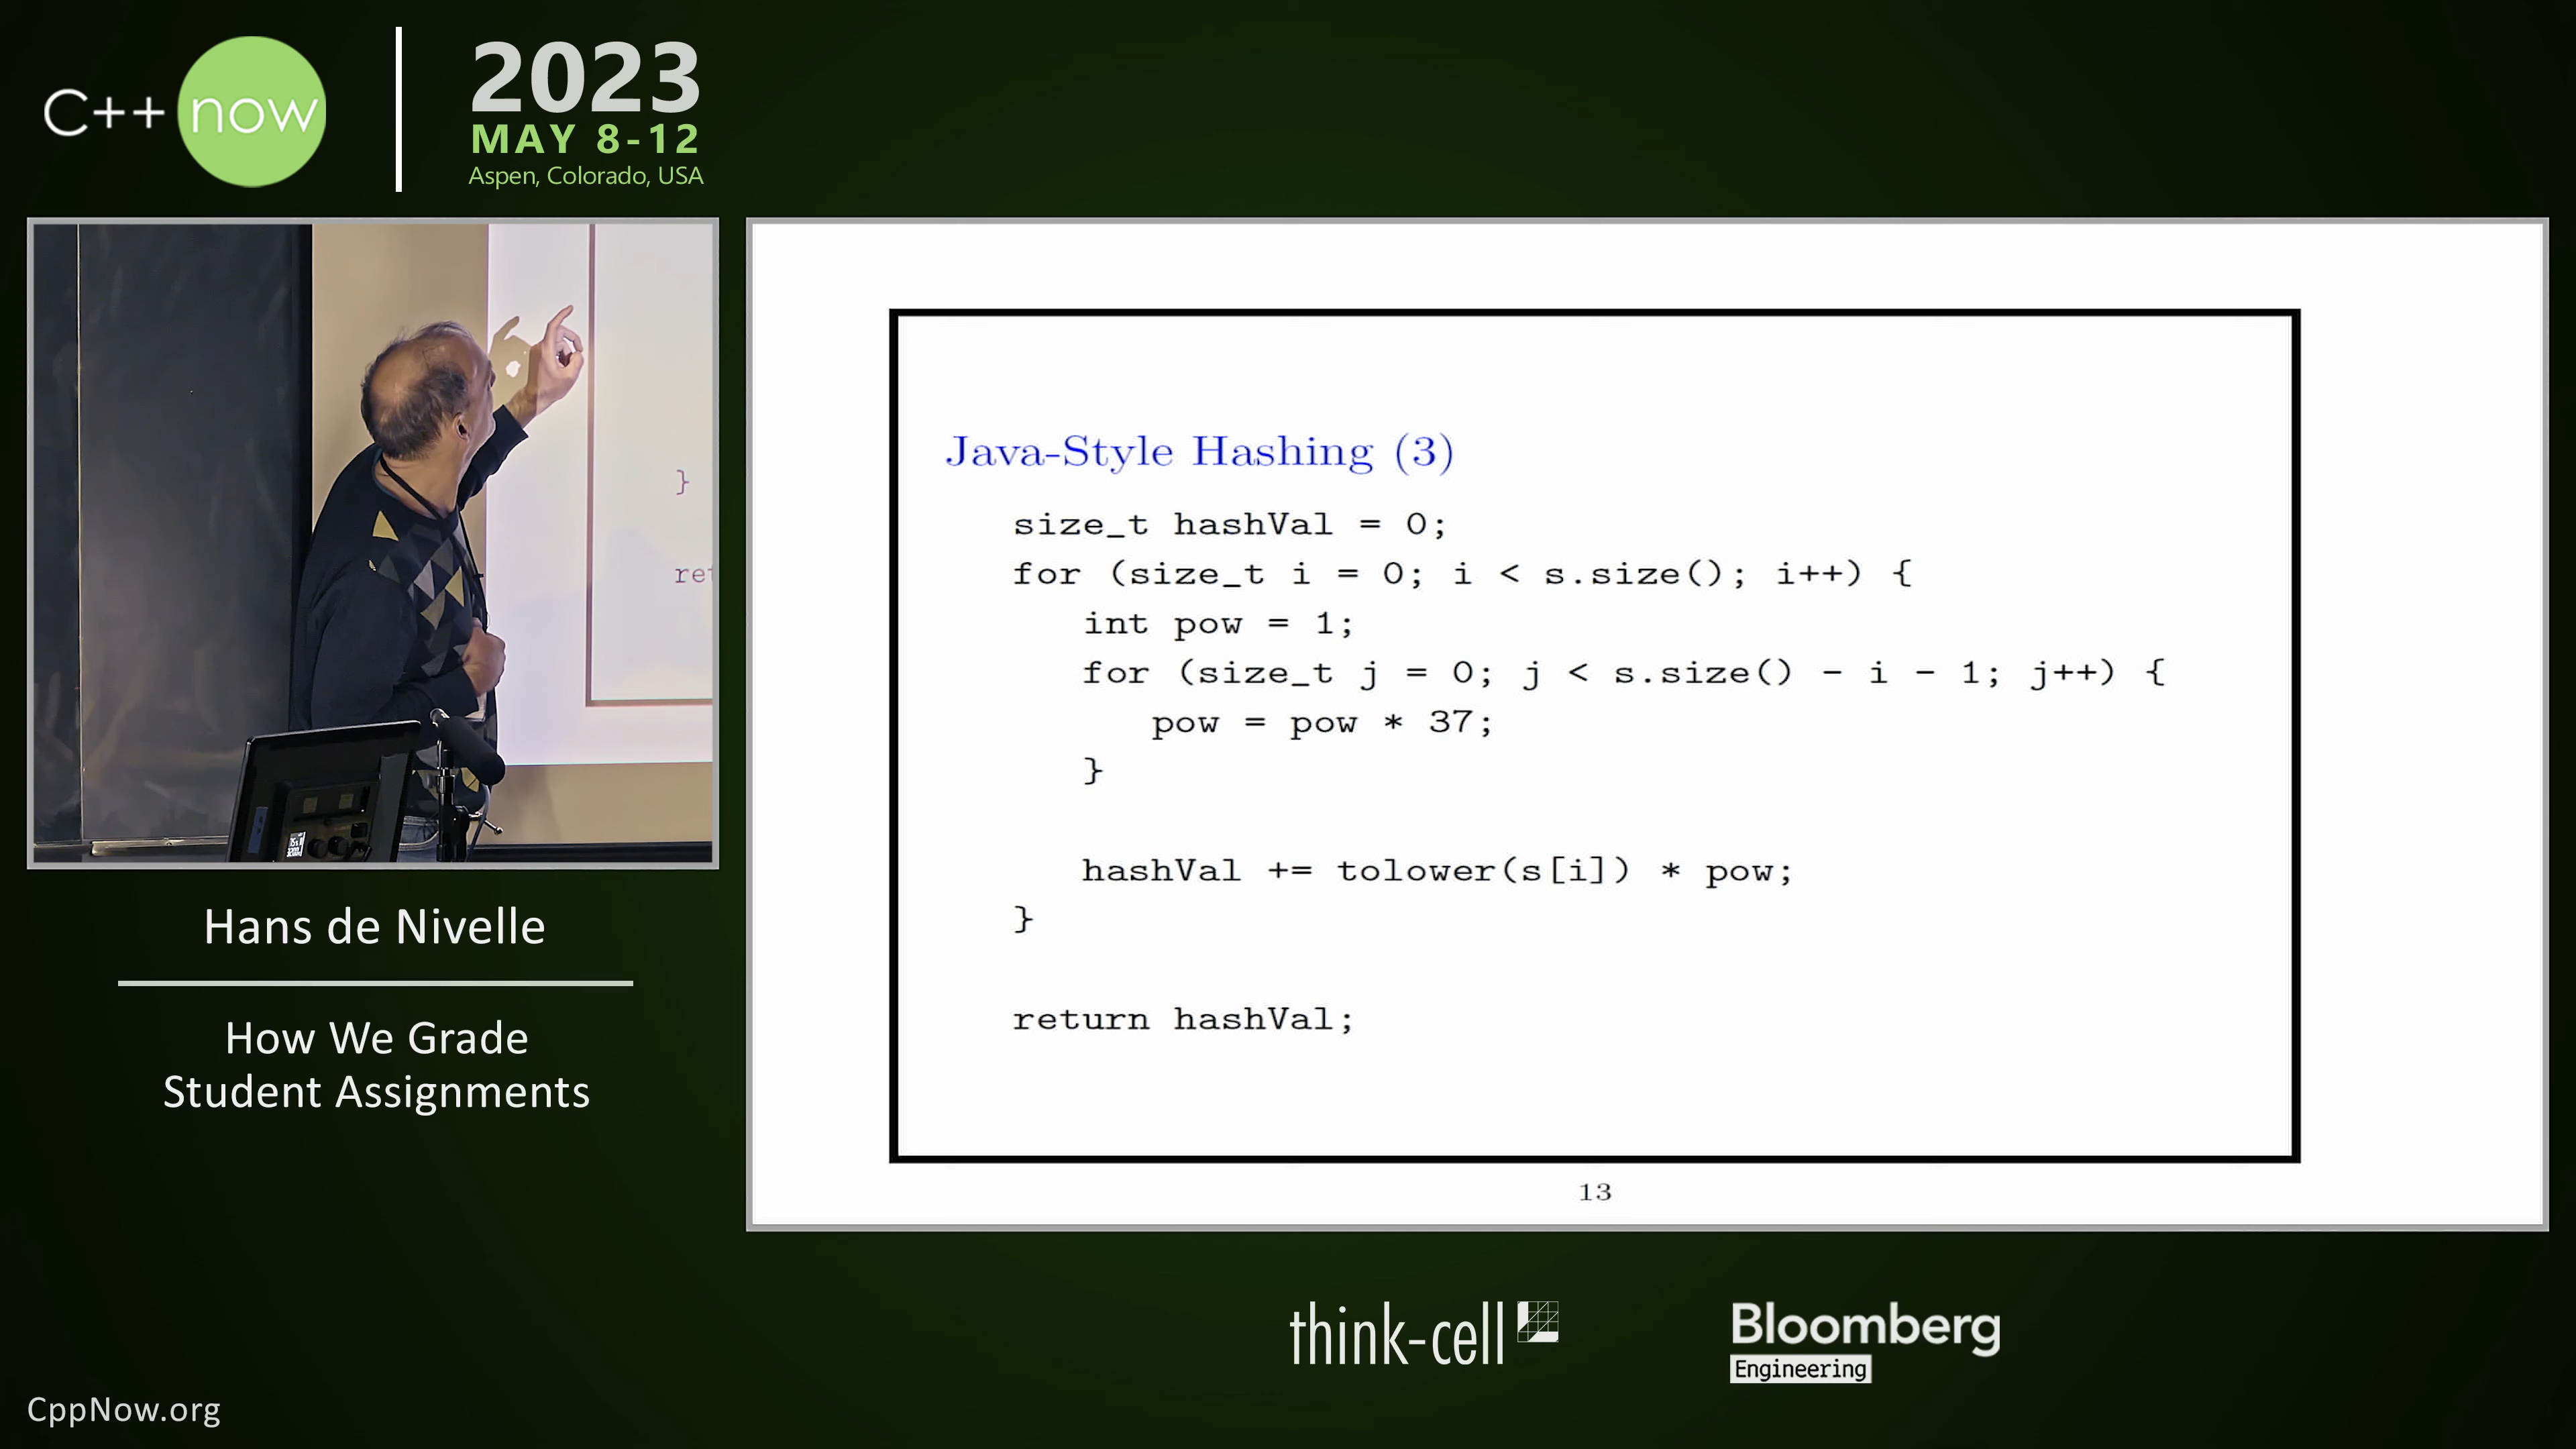 C++ now
2023
MAY 8-12
Aspen, Colorado, USA
}
ret
Hans de Nivelle
How We Grade
Student Assignments
Java-Style Hashing (3)
size_t hashVal = 0;
for (size_t i = 0; i < s.size(); i++) {
int pow = 1;
for (size_t j = 0; j < s.size() - i - 1; j++) {
pow = pow * 37;
}
hashVal += tolower(s[i]) * pow;
}
return hashVal;
13
think-cell
Bloomberg
Engineering
CppNow.org